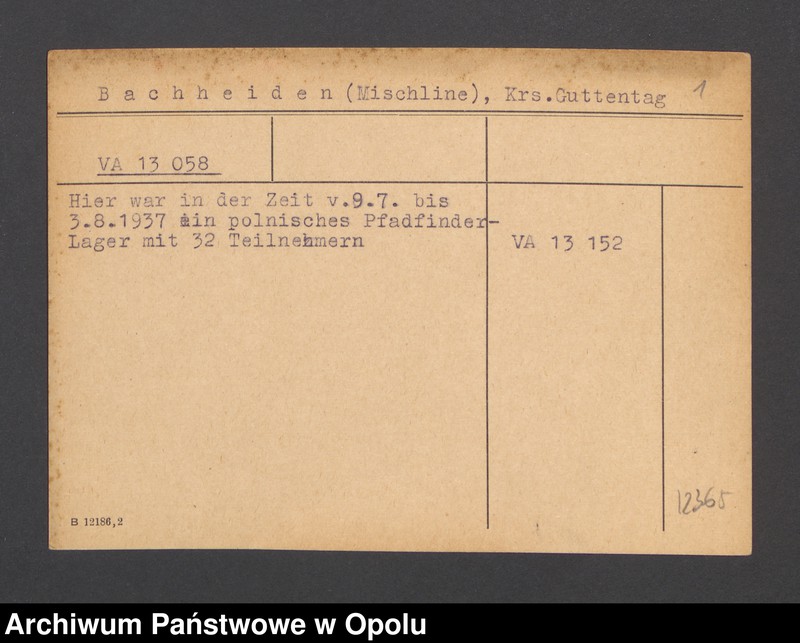 B a c h h e i d e n (Mischline), Krs.Guttentag 1
VA 13 058
Hier war in der Zeit v.9.7. bis
3.8.1937 ein polnisches Pfadfinder-
Lager mit 32 Teilnehmern
VA 13 152
12365
B 12186,2
Archiwum Państwowe w Opolu